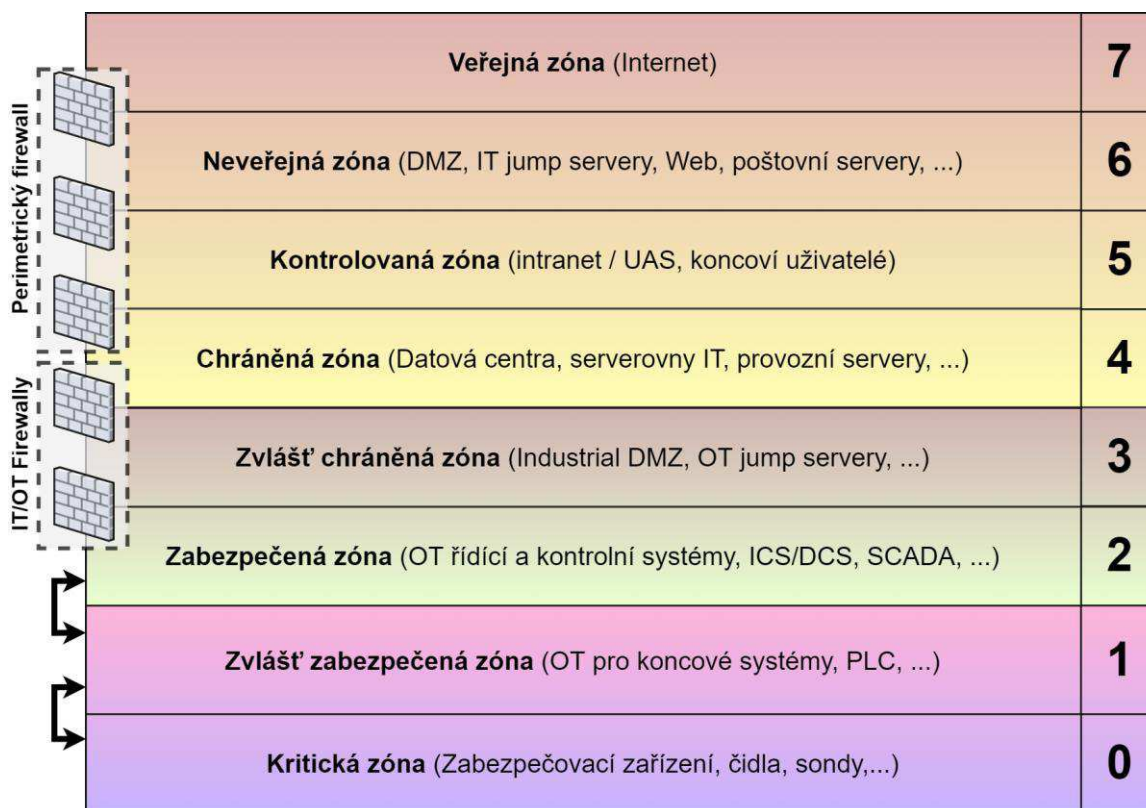 Veřejná zóna (Internet) 7
Neveřejná zóna (DMZ, IT jump servery, Web, poštovní servery, ...) 6
Kontrolovaná zóna (intranet / UAS, koncoví uživatelé) 5
Chráněná zóna (Datová centra, serverovny IT, provozní servery, ...) 4
Zvlášť chráněná zóna (Industrial DMZ, OT jump servery, ...) 3
Zabezpečená zóna (OT řídící a kontrolní systémy, ICS/DCS, SCADA, ...) 2
Zvlášť zabezpečená zóna (OT pro koncové systémy, PLC, ...) 1
Kritická zóna (Zabezpečovací zařízení, čidla, sondy,...) 0
Perimetrický firewall
IT/OT Firewally